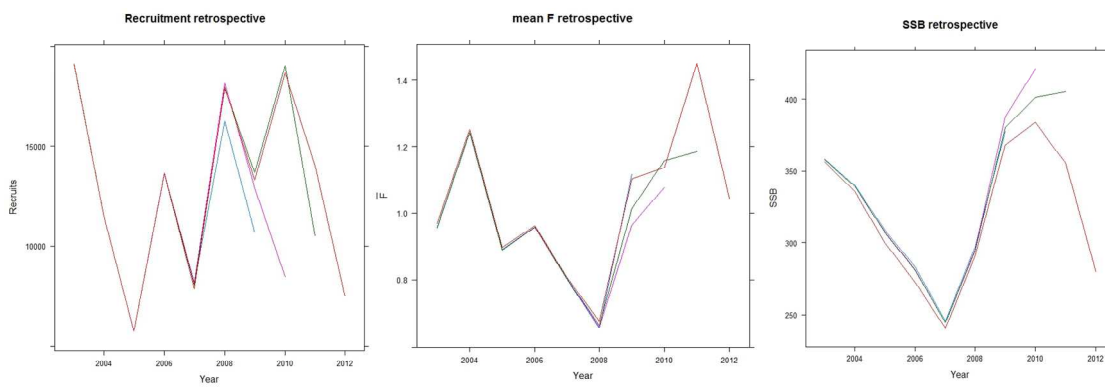 Recruitment retrospective
15000
10000
Recruits
2004
2006
2008
2010
2012
Year
mean F retrospective
1.4
1.2
1.0
0.8
F
2004
2006
2008
2010
2012
Year
SSB retrospective
400
350
300
250
SSB
2004
2006
2008
2010
2012
Year